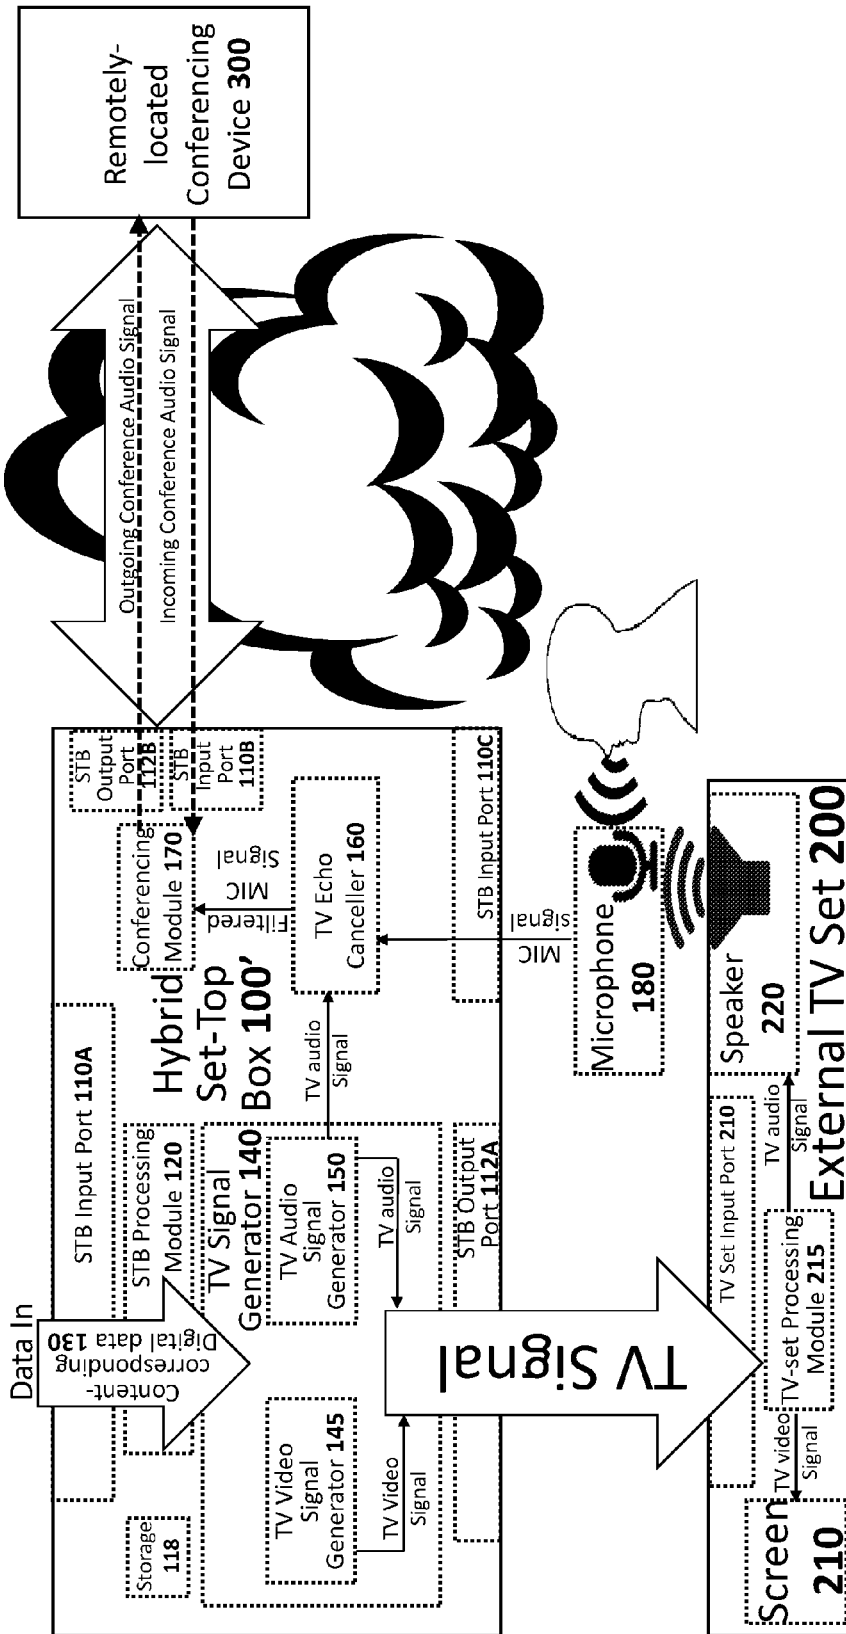 Data In
Content-
corresponding
Digital data 130
STB Input Port 110A
STB Processing
Module 120
Storage
118
TV Signal
Generator 140
TV Video
Signal
Generator 145
TV Audio
Signal
Generator 150
TV Video
Signal
TV audio
Signal
TV audio
Signal
Hybrid
Set-Top
Box 100’
STB Output
Port 112A
Conferencing
Module 170
STB
Output
Port
112B
STB
Input
Port
110B
Filtered
MIC
Signal
TV Echo
Canceller 160
STB Input Port 110C
Outgoing Conference Audio Signal
Incoming Conference Audio Signal
Remotely-
located
Conferencing
Device 300
MIC
Signal
Microphone
180
TV Signal
TV Set Input Port 210
TV-set Processing
Module 215
TV video
Signal
TV audio
Signal
Screen
210
Speaker
220
External TV Set 200